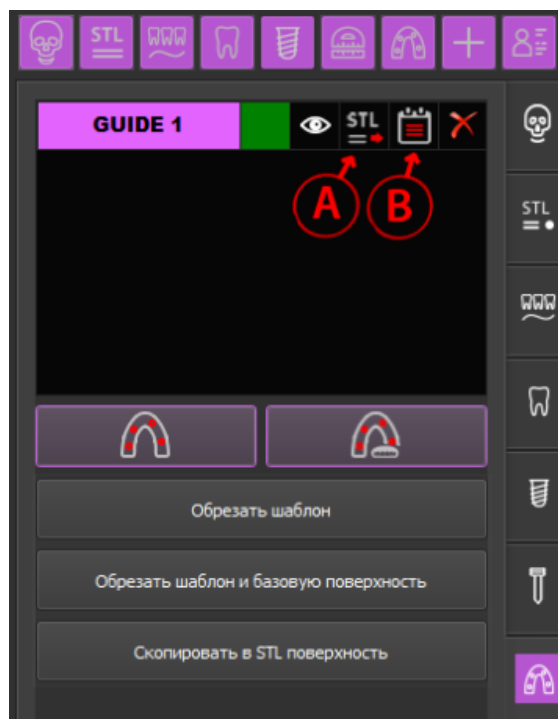 STL
GUIDE 1
STL
A
B
STL
Обрезать шаблон
Обрезать шаблон и базовую поверхность
Скопировать в STL поверхность